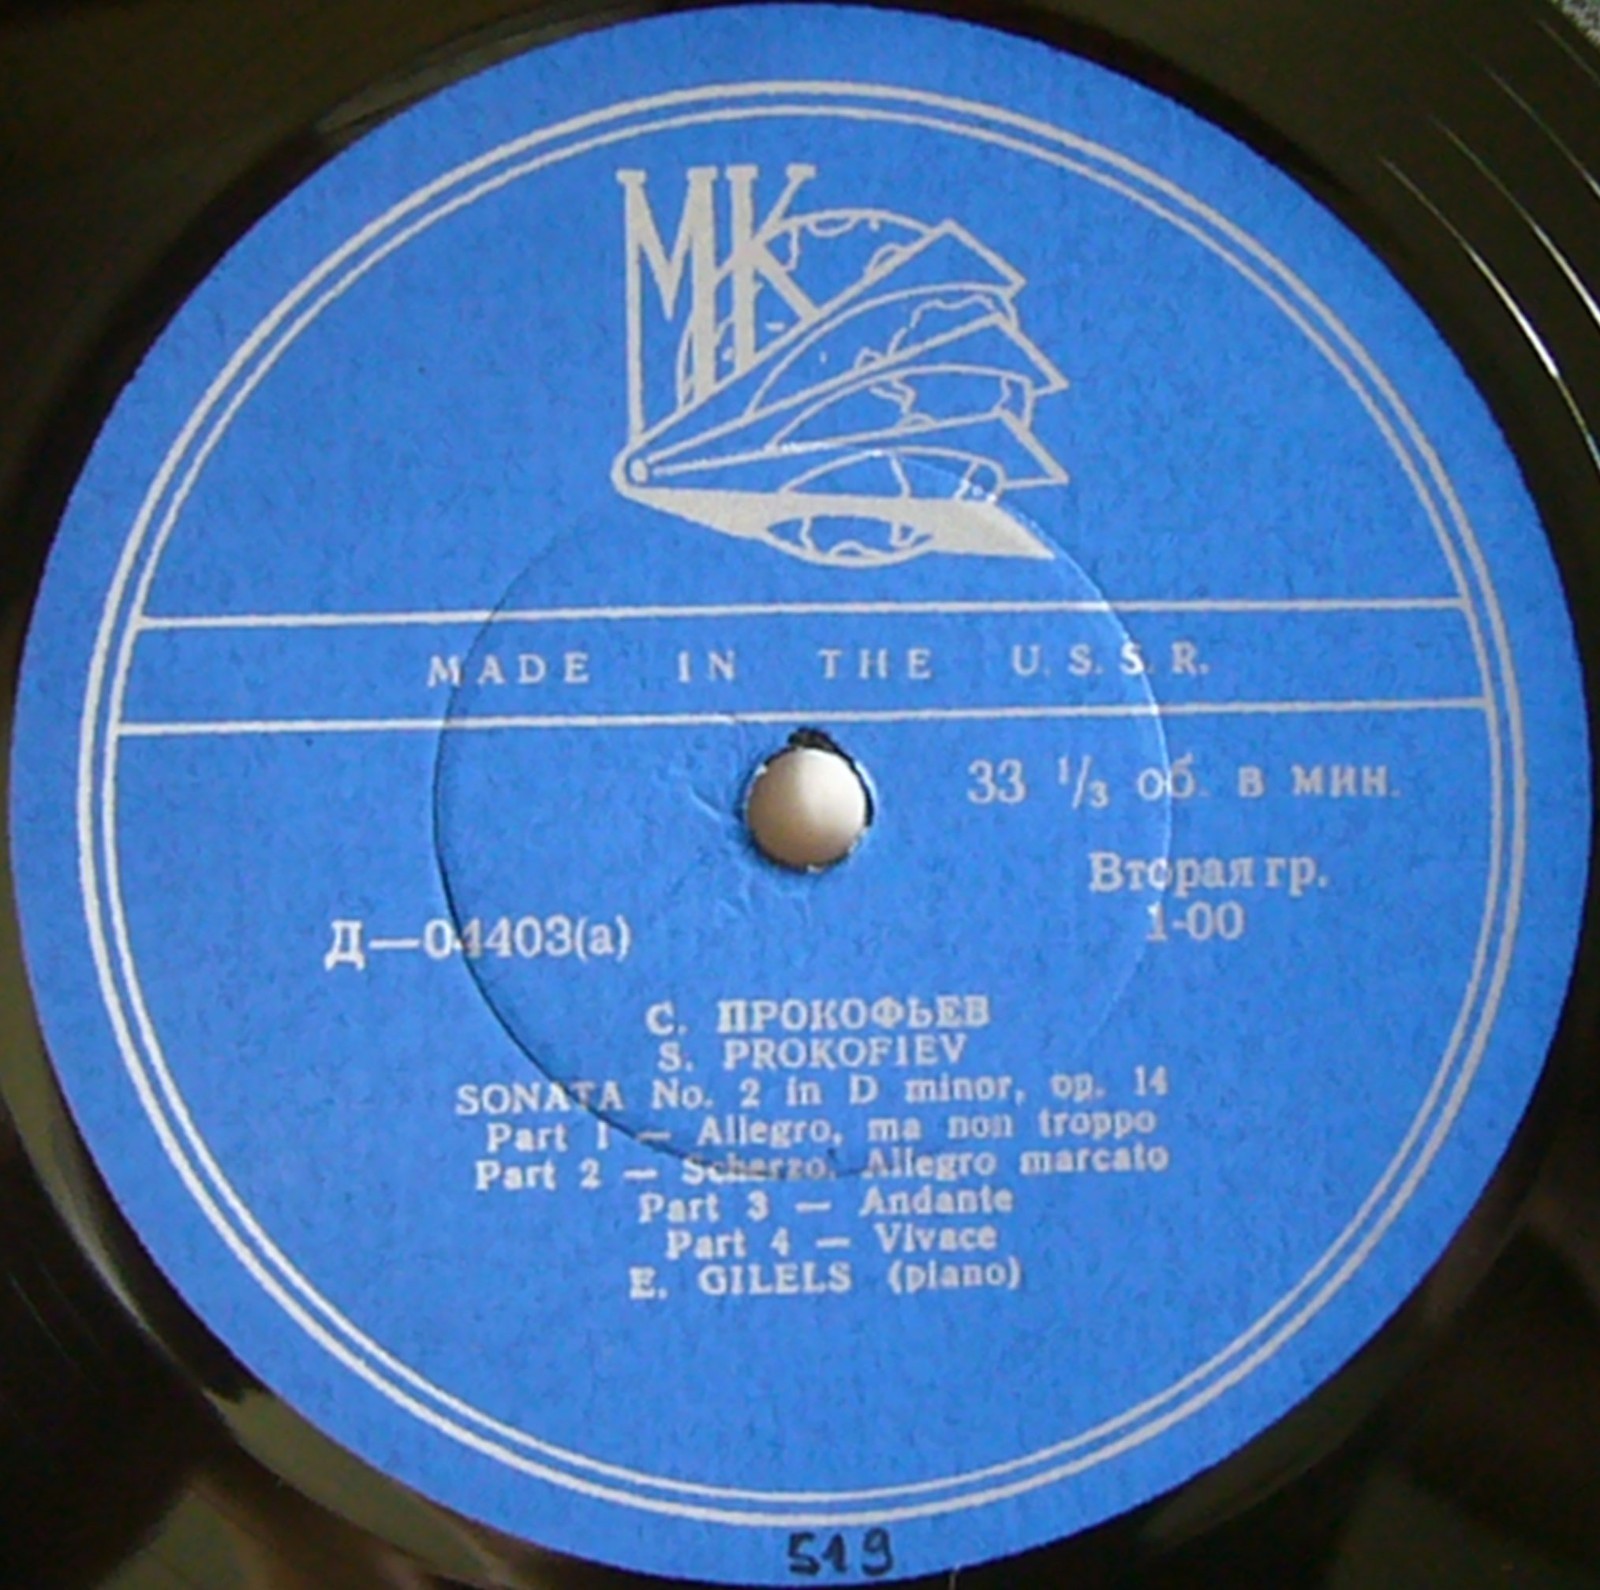 МК
MADE IN THE U.S.S.R.
33 1/3 об. в мин.
Вторая гр.
1-00
Д—04403(а)
С. ПРОКОФЬЕВ
S. PROKOFIEV
SONATA No. 2 in D minor, op. 14
Part 1 — Allegro, ma non troppo
Part 2 — Scherzo. Allegro marcato
Part 3 — Andante
Part 4 — Vivace
E. GILELS (piano)
519